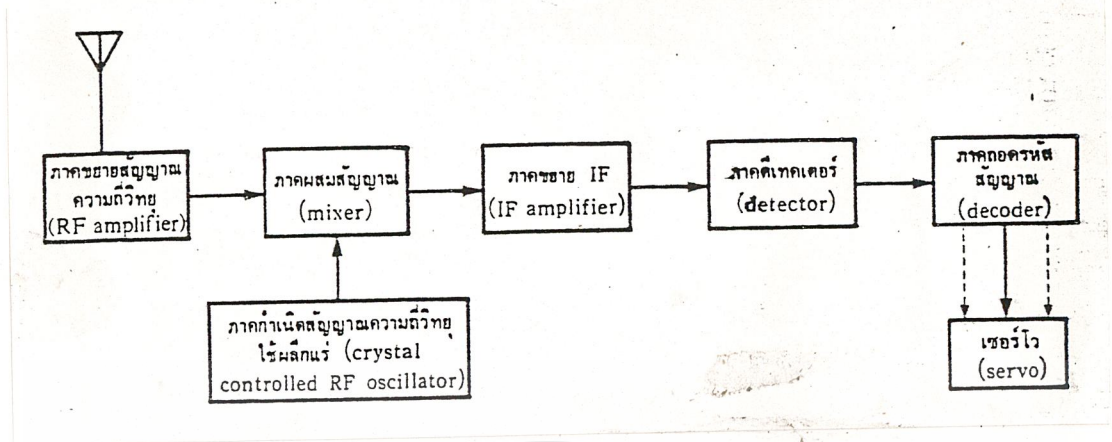 ภาคขยายสัญญาณ
ความถี่วิทยุ
(RF amplifier)
ภาคผสมสัญญาณ
(mixer)
ภาคขยาย IF
(IF amplifier)
ภาคดีเทคเตอร์
(detector)
ภาคถอดรหัส
สัญญาณ
(decoder)
ภาคกำเนิดสัญญาณความถี่วิทยุ
ใช้ผลึกแร่ (crystal
controlled RF oscillator)
เซอร์โว
(servo)